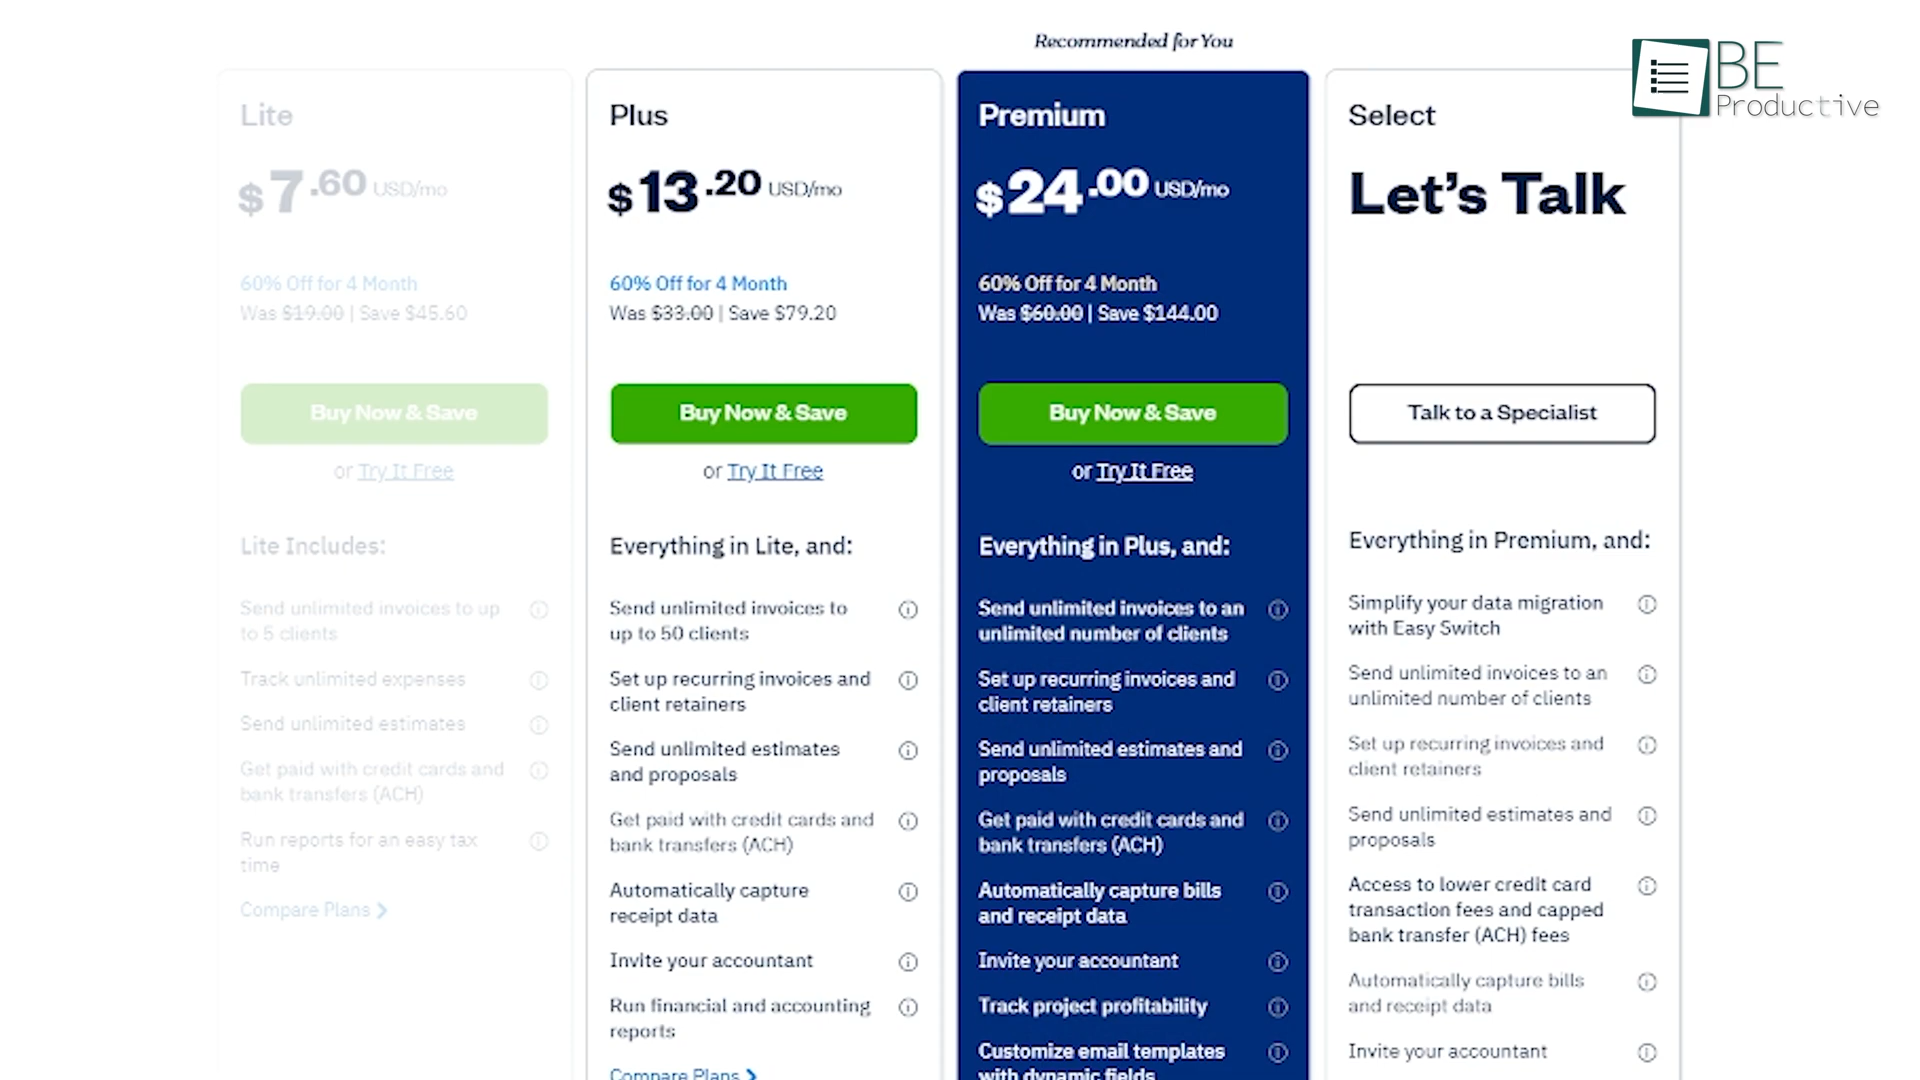 Recommended for You
BE
Productive
Lite
$7.60 USD/mo
60% Off for 4 Month
Was $19.00 | Save $45.60
Buy Now & Save
or Try It Free
Lite Includes:
Send unlimited invoices to up
to 5 clients
Track unlimited expenses
Send unlimited estimates
Get paid with credit cards and
bank transfers (ACH)
Run reports for an easy tax
time
Compare Plans
Plus
$13.20 USD/mo
60% Off for 4 Month
Was $33.00 | Save $79.20
Buy Now & Save
or Try It Free
Everything in Lite, and:
Send unlimited invoices to
up to 50 clients
Set up recurring invoices and
client retainers
Send unlimited estimates
and proposals
Get paid with credit cards and
bank transfers (ACH)
Automatically capture
receipt data
Invite your accountant
Run financial and accounting
reports
Compare Plans
Premium
$24.00 USD/mo
60% Off for 4 Month
Was $60.00 | Save $144.00
Buy Now & Save
or Try It Free
Everything in Plus, and:
Send unlimited invoices to an
unlimited number of clients
Set up recurring invoices and
client retainers
Send unlimited estimates and
proposals
Get paid with credit cards and
bank transfers (ACH)
Automatically capture bills
and receipt data
Invite your accountant
Track project profitability
Customize email templates
with dynamic fields
Select
Let's Talk
Talk to a Specialist
Everything in Premium, and:
Simplify your data migration
with Easy Switch
Send unlimited invoices to an
unlimited number of clients
Set up recurring invoices and
client retainers
Send unlimited estimates and
proposals
Access to lower credit card
transaction fees and capped
bank transfer (ACH) fees
Automatically capture bills
and receipt data
Invite your accountant